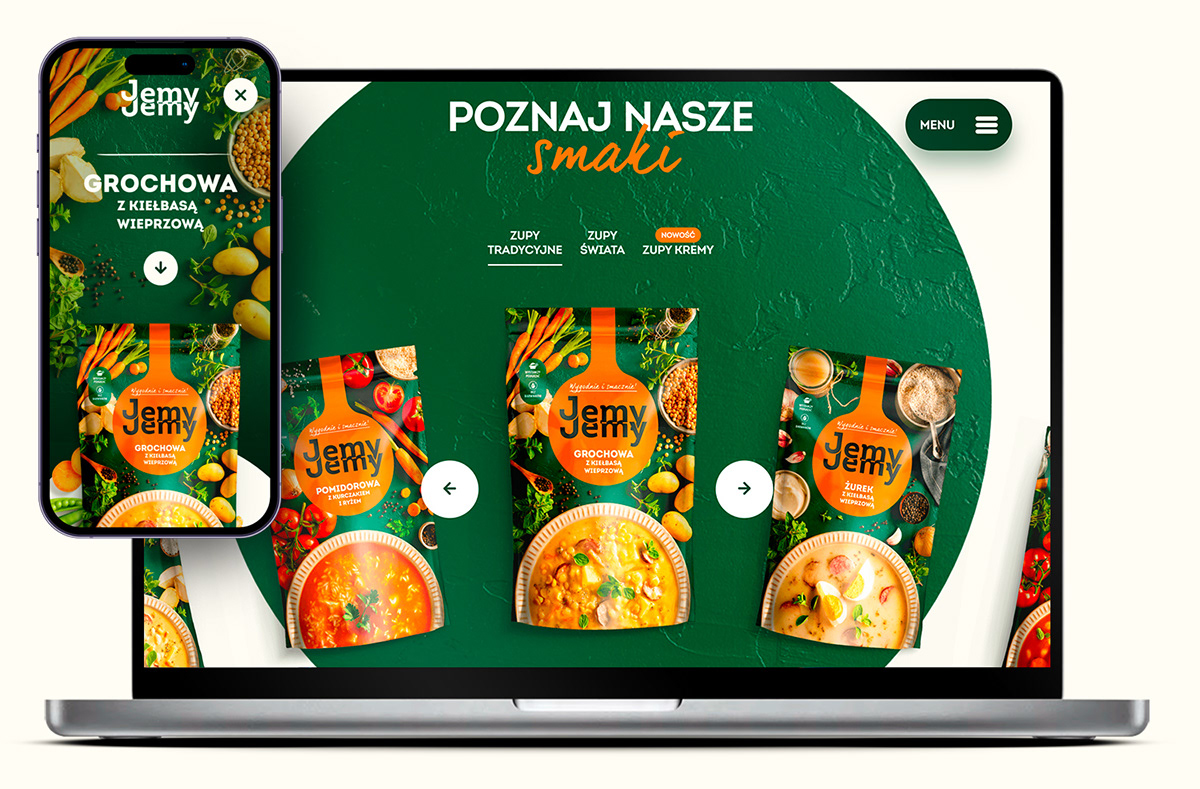 Jemy
Jemy
GROCHOWA
Z KIEŁBASĄ
WIEPRZOWĄ
Wygodnie i smacznie!
Jemy
Jemy
GROCHOWA
Z KIEŁBASĄ
WIEPRZOWĄ
POZNAJ NASZE
smaki
MENU
ZUPY
TRADYCYJNE
ZUPY
ŚWIATA
NOWOŚĆ
ZUPY KREMY
Wygodnie i smacznie!
Jemy
Jemy
POMIDOROWA
Z KURCZAKIEM
I RYŻEM
Wygodnie i smacznie!
Jemy
Jemy
GROCHOWA
Z KIEŁBASĄ
WIEPRZOWĄ
Wygodnie i smacznie!
Jemy
Jemy
ŻUREK
Z KIEŁBASĄ
WIEPRZOWĄ